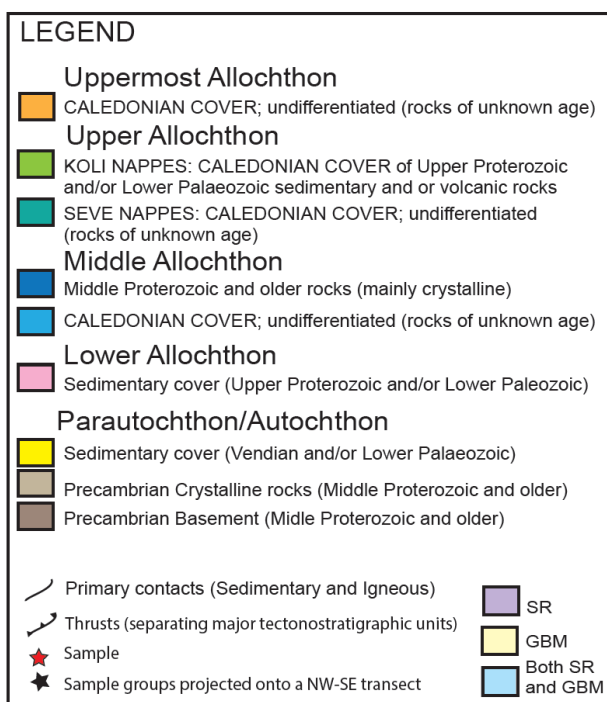 LEGEND
Uppermost Allochthon
CALEDONIAN COVER; undifferentiated (rocks of unknown age)
Upper Allochthon
KOLI NAPPES: CALEDONIAN COVER of Upper Proterozoic
and/or Lower Palaeozoic sedimentary and or volcanic rocks
SEVE NAPPES: CALEDONIAN COVER; undifferentiated
(rocks of unknown age)
Middle Allochthon
Middle Proterozoic and older rocks (mainly crystalline)
CALEDONIAN COVER; undifferentiated (rocks of unknown age)
Lower Allochthon
Sedimentary cover (Upper Proterozoic and/or Lower Paleozoic)
Parautochthon/Autochthon
Sedimentary cover (Vendian and/or Lower Palaeozoic)
Precambrian Crystalline rocks (Middle Proterozoic and older)
Precambrian Basement (Midle Proterozoic and older)
Primary contacts (Sedimentary and Igneous)
Thrusts (separating major tectonostratigraphic units)
Sample
Sample groups projected onto a NW-SE transect
SR
GBM
Both SR
and GBM